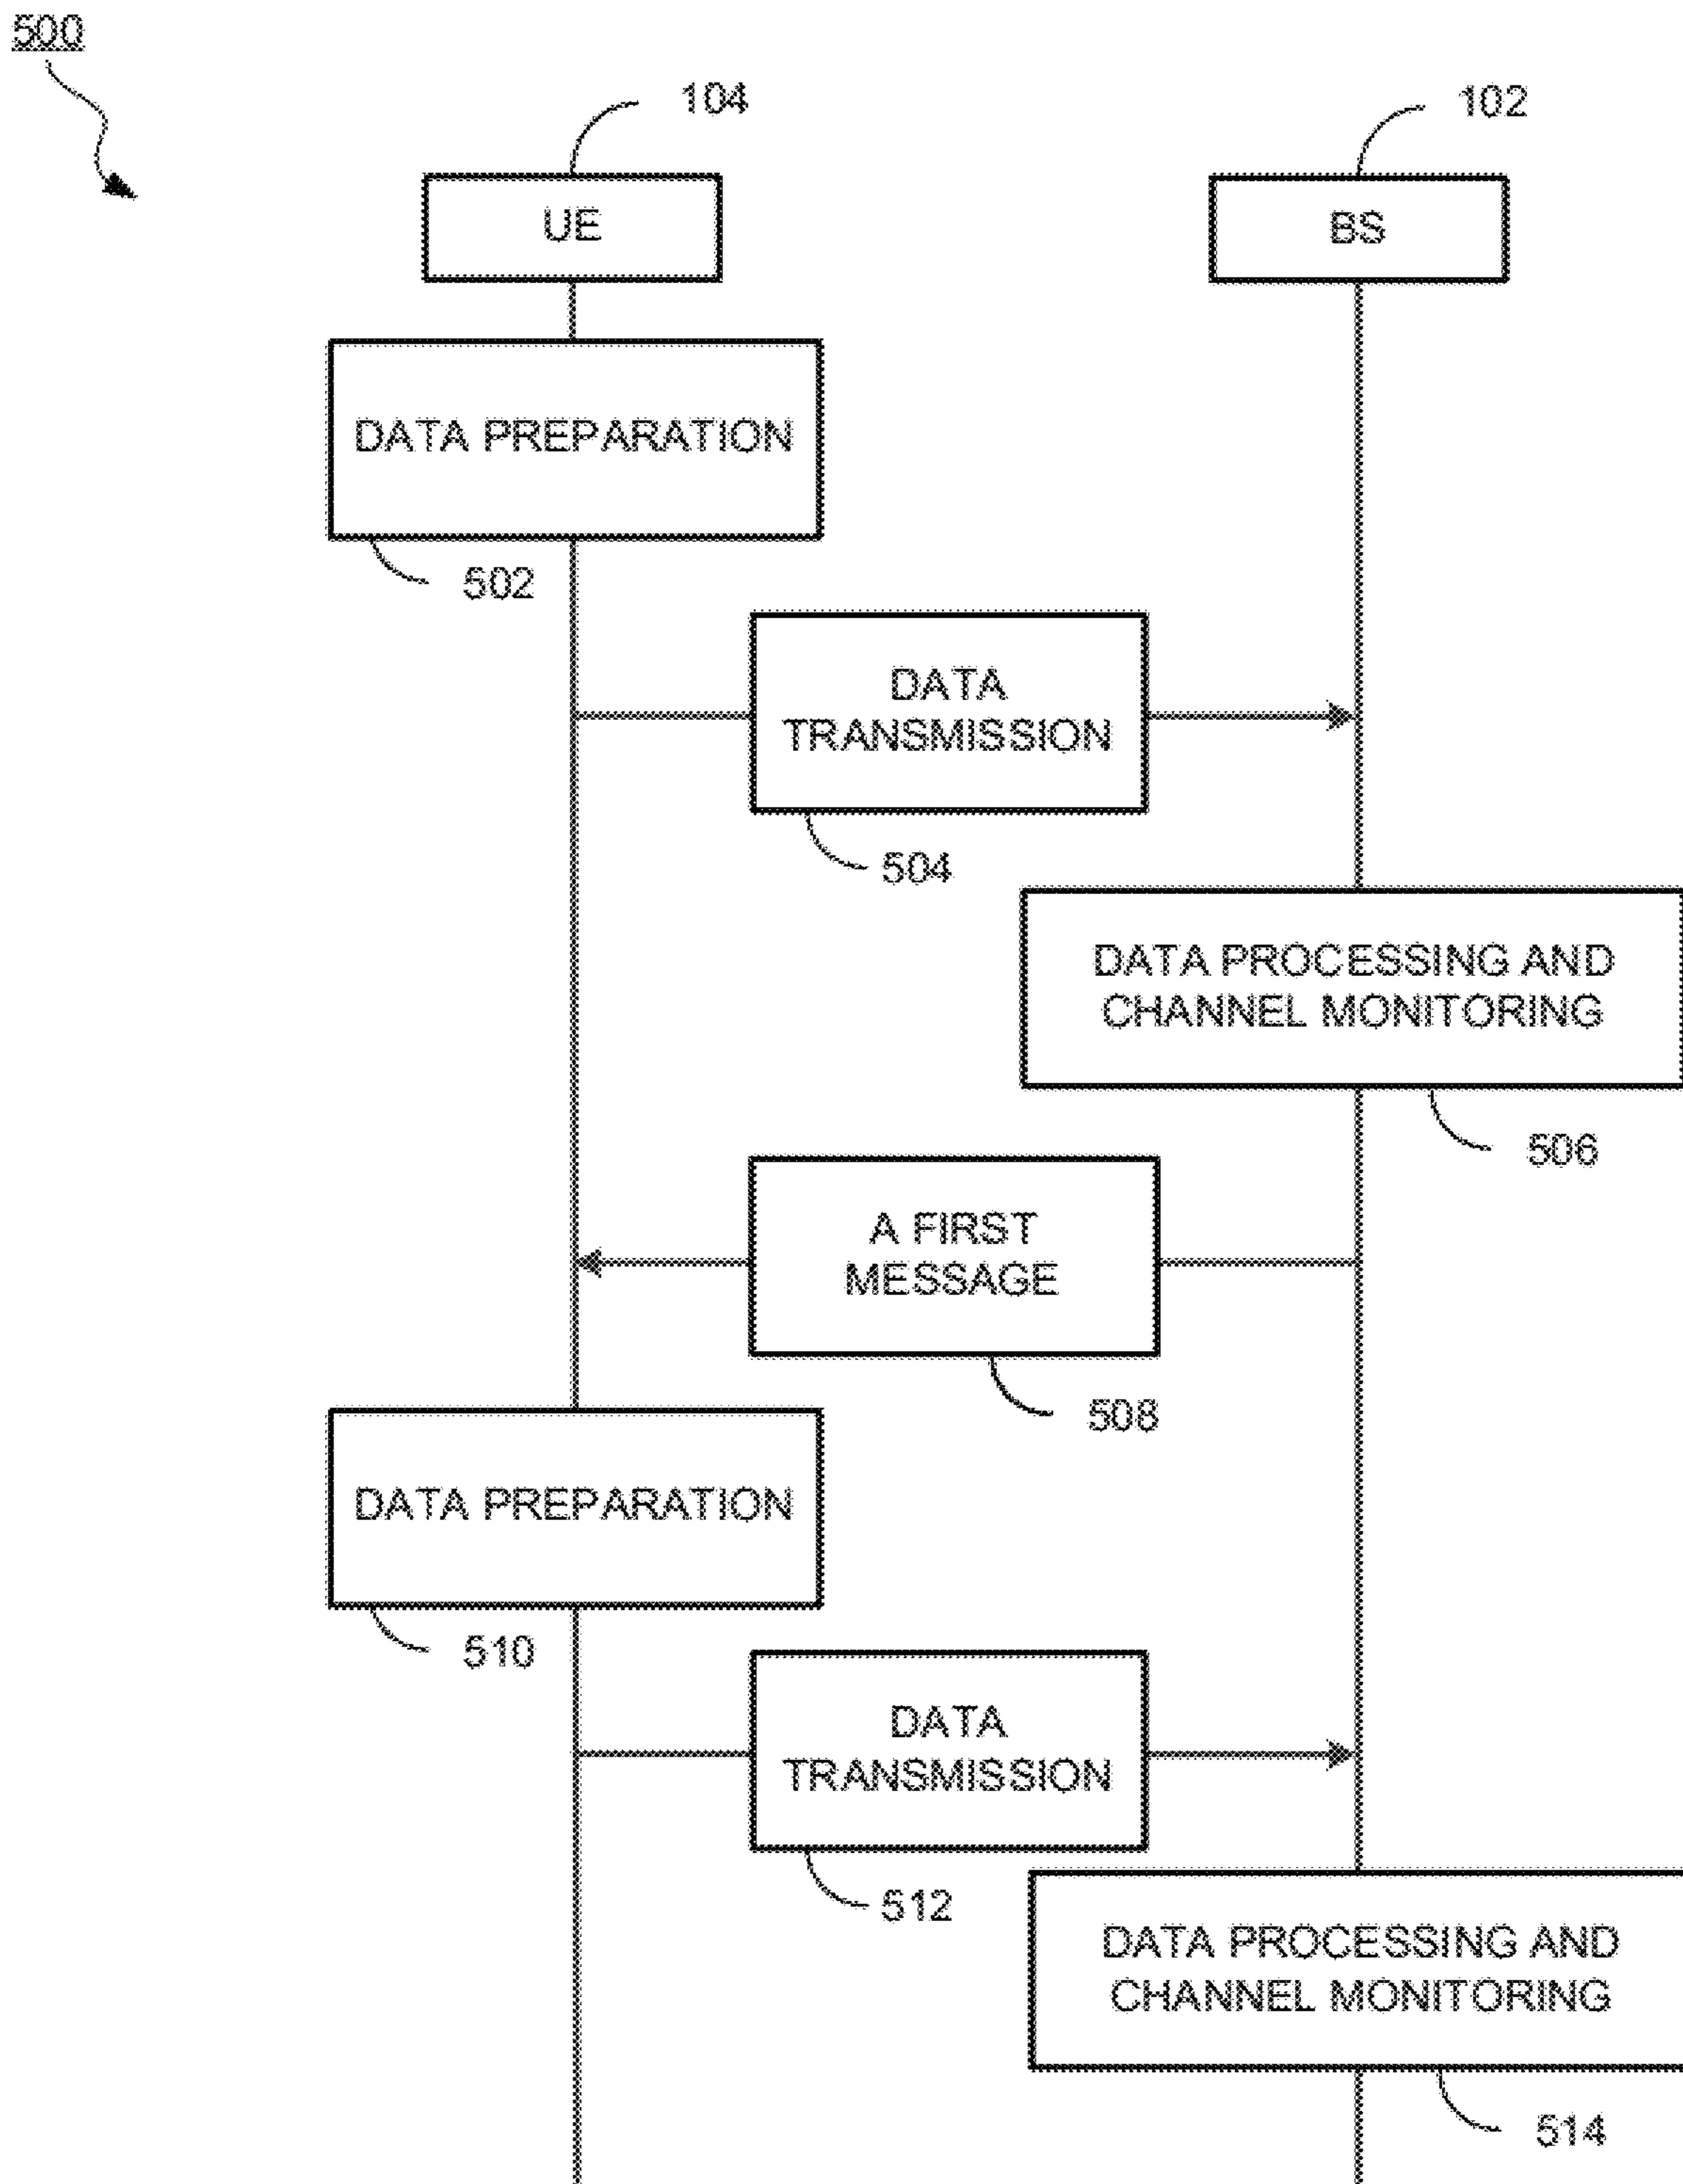 500
104
102
UE
BS
DATA PREPARATION
502
DATA
TRANSMISSION
504
DATA PROCESSING AND
CHANNEL MONITORING
506
A FIRST
MESSAGE
508
DATA PREPARATION
510
DATA
TRANSMISSION
512
DATA PROCESSING AND
CHANNEL MONITORING
514